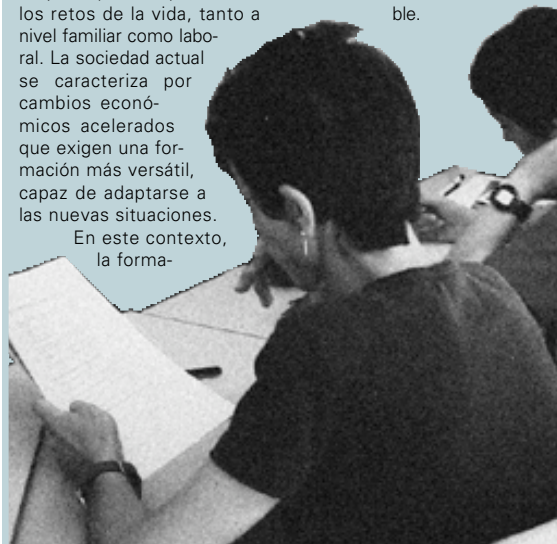 los retos de la vida, tanto a
nivel familiar como labo-
ral. La sociedad actual
se caracteriza por
cambios econó-
micos acelerados
que exigen una for-
mación más versátil,
capaz de adaptarse a
las nuevas situaciones.
En este contexto,
la forma-
ble.